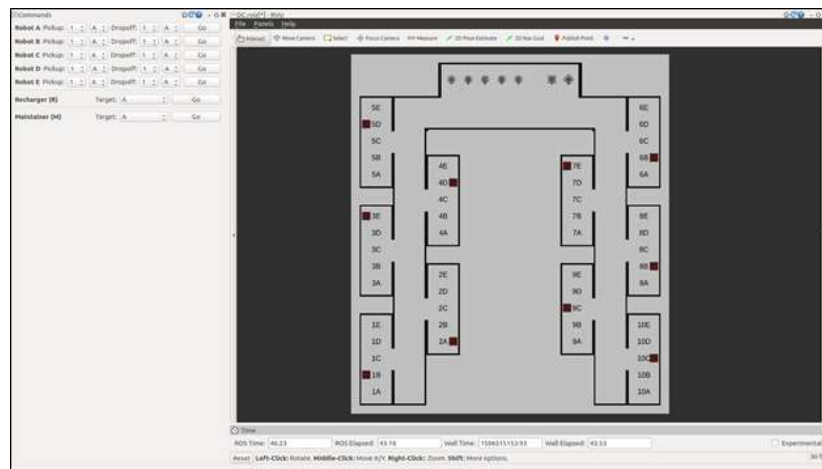 Commands
DC.rviz[*] - RViz
File Panels Help
Interact Move Camera Select Focus Camera Measure 2D Pose Estimate 2D Nav Goal Publish Point
Robot A Pickup: 1 A Dropoff: 1 A Go
Robot B Pickup: 1 A Dropoff: 1 A Go
Robot C Pickup: 1 A Dropoff: 1 A Go
Robot D Pickup: 1 A Dropoff: 1 A Go
Robot E Pickup: 1 A Dropoff: 1 A Go
Recharger (R) Target: A Go
Maintainer (M) Target: A Go
5E 6E
5D 6D
5C 6C
5B 6B
5A 6A
4E 7E
4D 7D
4C 7C
4B 7B
4A 7A
3E 8E
3D 8D
3C 8C
3B 8B
3A 8A
2E 9E
2D 9D
2C 9C
2B 9B
2A 9A
1E 10E
1D 10D
1C 10C
1B 10B
1A 10A
Time
ROS Time: 46.23 ROS Elapsed: 43.18 Wall Time: Wall Elapsed: 43.53 Experimental
Reset Left-Click: Rotate. Middle-Click: Move X/Y. Right-Click: Zoom. Shift: More options.